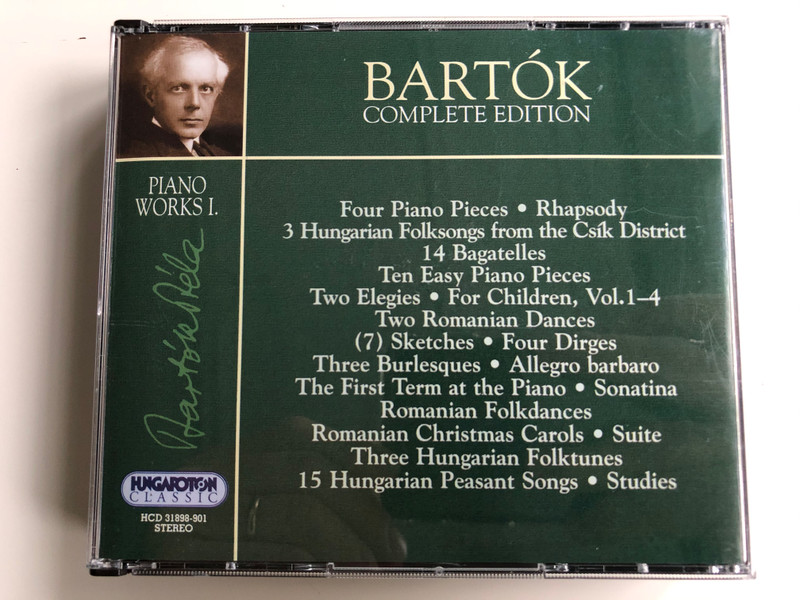 BARTÓK
COMPLETE EDITION
PIANO
WORKS I.
Four Piano Pieces • Rhapsody
3 Hungarian Folksongs from the Csík District
14 Bagatelles
Ten Easy Piano Pieces
Two Elegies • For Children, Vol.1–4
Two Romanian Dances
(7) Sketches • Four Dirges
Three Burlesques • Allegro barbaro
The First Term at the Piano • Sonatina
Romanian Folkdances
Romanian Christmas Carols • Suite
Three Hungarian Folktunes
15 Hungarian Peasant Songs • Studies
Bartók Béla
HUNGAROTON
CLASSIC
HCD 31898-901
STEREO